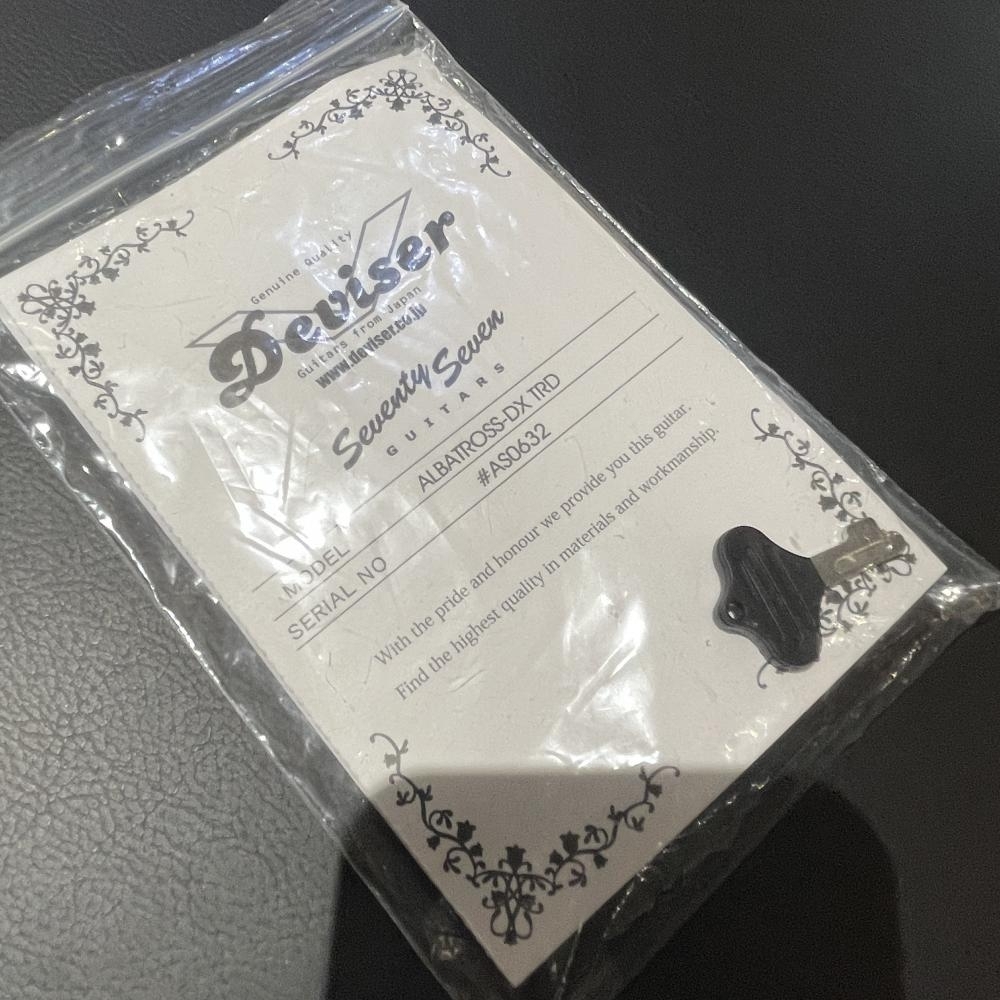 Genuine Quality
Deviser
Guitars from Japan
www.deviser.co.jp
Seventy Seven
GUITARS
MODEL ALBATROSS-DX TRD
SERIAL NO #AS0632
With the pride and honour we provide you this guitar.
Find the highest quality in materials and workmanship.